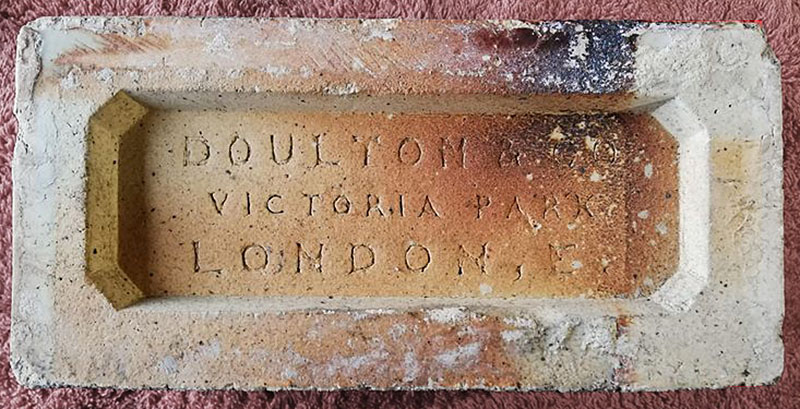 DOULTON & CO
VICTORIA PARK
LONDON, E.